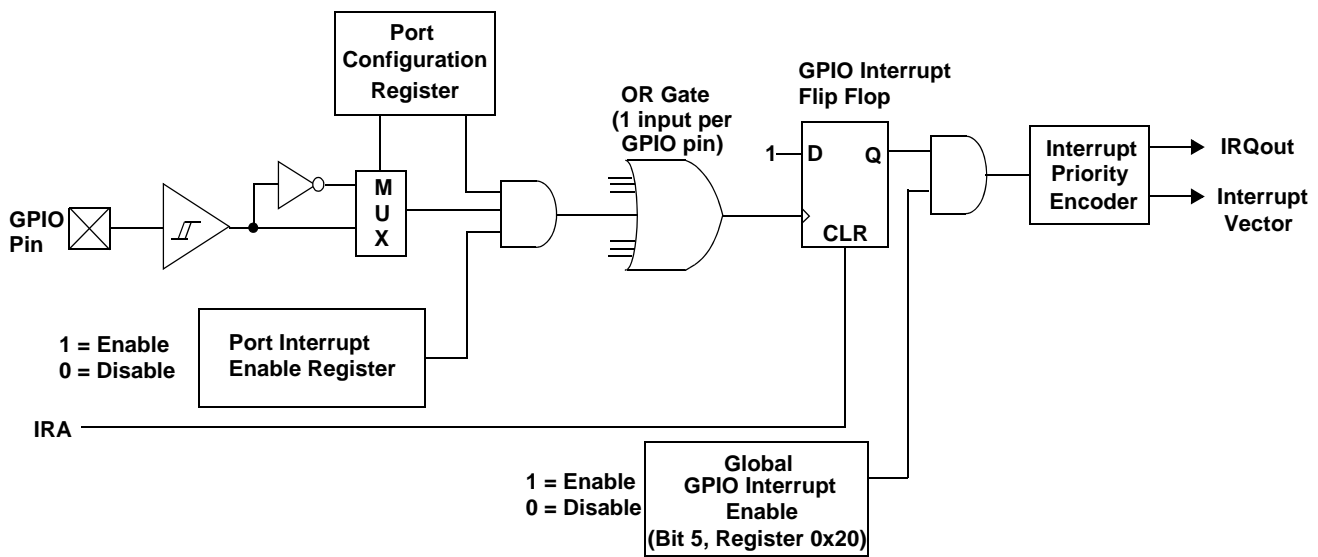 Port
Configuration
Register
GPIO Interrupt
Flip Flop
OR Gate
(1 input per
GPIO pin)
1
D
Q
CLR
Interrupt
Priority
Encoder
IRQout
Interrupt
Vector
M
U
X
GPIO
Pin
1 = Enable
0 = Disable
Port Interrupt
Enable Register
IRA
1 = Enable
0 = Disable
Global
GPIO Interrupt
Enable
(Bit 5, Register 0x20)